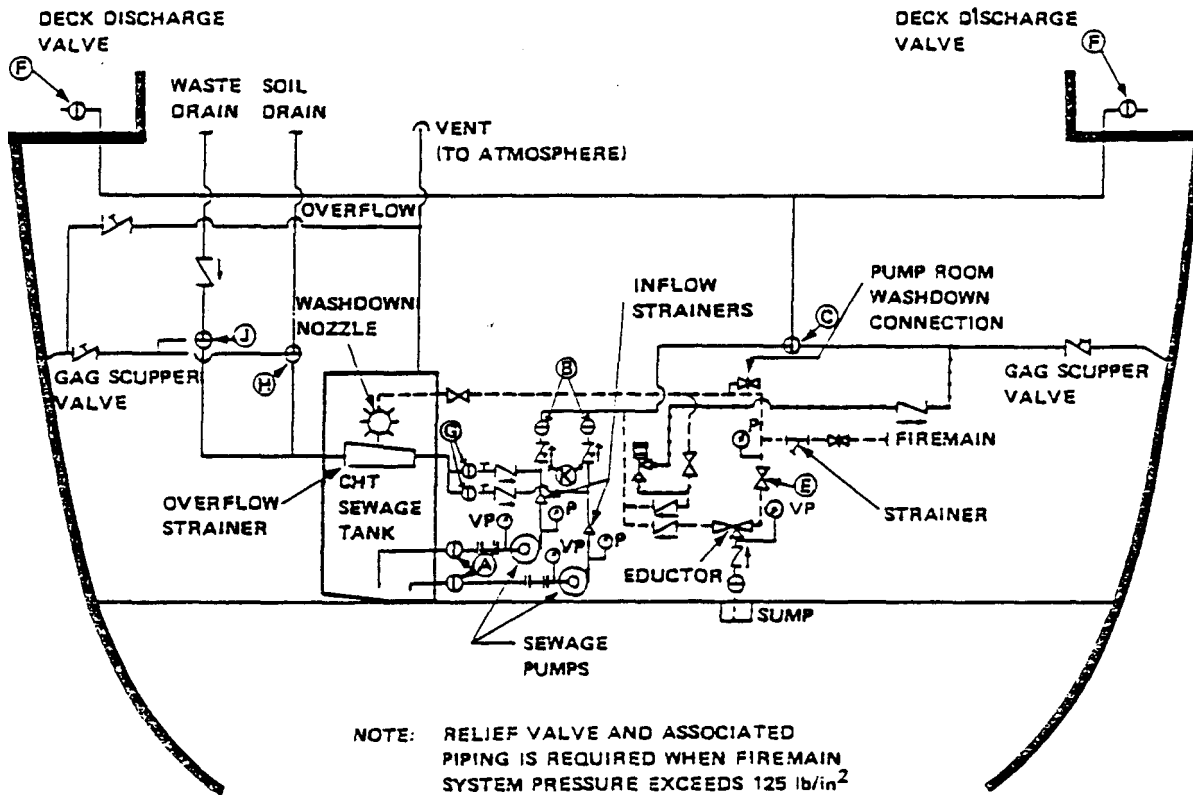 DECK DISCHARGE
VALVE
F
WASTE
DRAIN
SOIL
DRAIN
VENT
(TO ATMOSPHERE)
DECK DISCHARGE
VALVE
F
OVERFLOW
WASHDOWN
NOZZLE
INFLOW
STRAINERS
PUMP ROOM
WASHDOWN
CONNECTION
J
C
GAG SCUPPER
VALVE
H
B
GAG SCUPPER
VALVE
G
P
FIREMAIN
OVERFLOW
STRAINER
CHT
SEWAGE
TANK
E
STRAINER
VP
P
VP
A
VP
P
EDUCTOR
SUMP
SEWAGE
PUMPS
NOTE: RELIEF VALVE AND ASSOCIATED
PIPING IS REQUIRED WHEN FIREMAIN
SYSTEM PRESSURE EXCEEDS 125 lb/in²